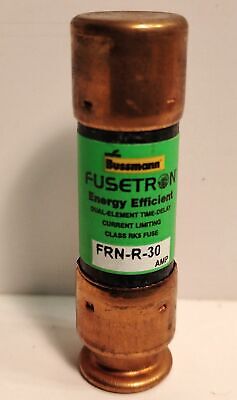 Bussmann
FUSETRON
Energy Efficient
DUAL-ELEMENT TIME-DELAY
CURRENT LIMITING
CLASS RK5 FUSE
FRN-R-30
AMP